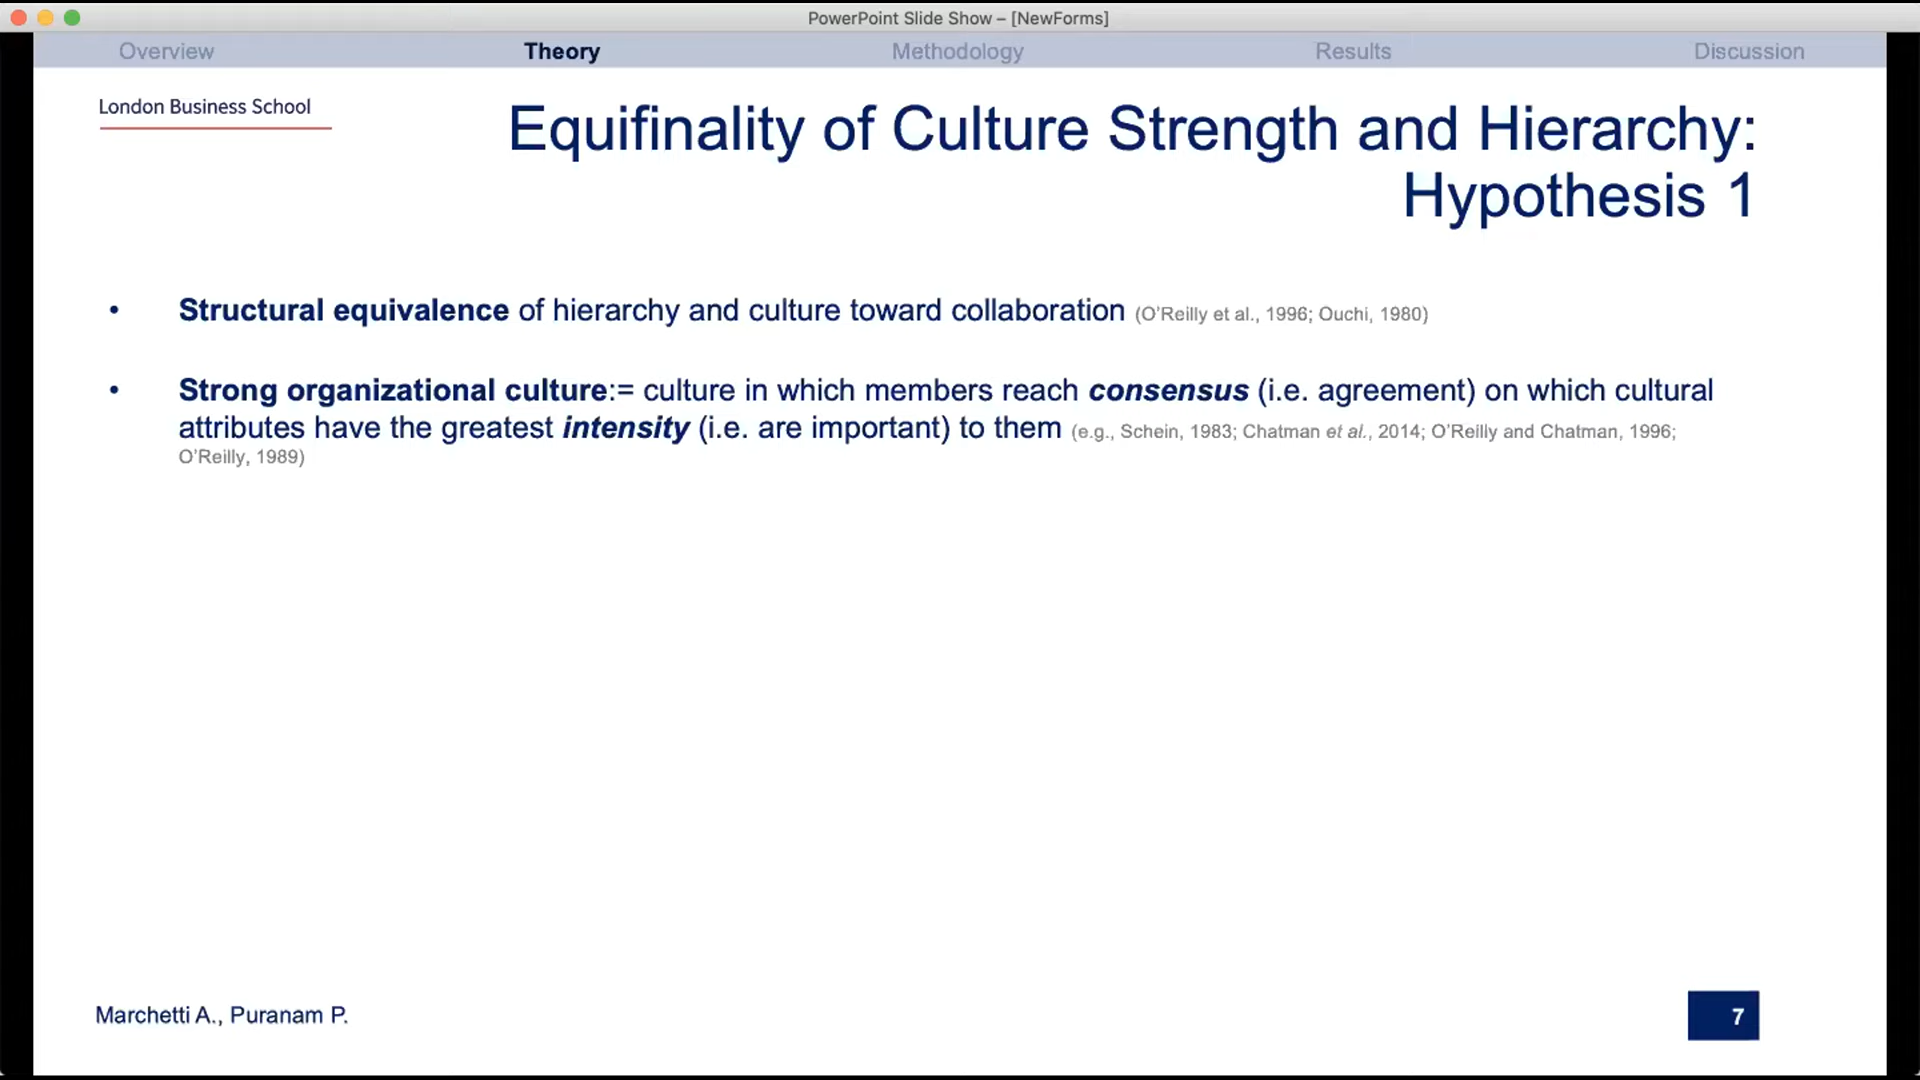 PowerPoint Slide Show – [NewForms]
Overview Theory Methodology Results Discussion
London Business School
Equifinality of Culture Strength and Hierarchy:
Hypothesis 1
• Structural equivalence of hierarchy and culture toward collaboration (O'Reilly et al., 1996; Ouchi, 1980)
• Strong organizational culture:= culture in which members reach consensus (i.e. agreement) on which cultural
attributes have the greatest intensity (i.e. are important) to them (e.g., Schein, 1983; Chatman et al., 2014; O'Reilly and Chatman, 1996;
O'Reilly, 1989)
Marchetti A., Puranam P.
7